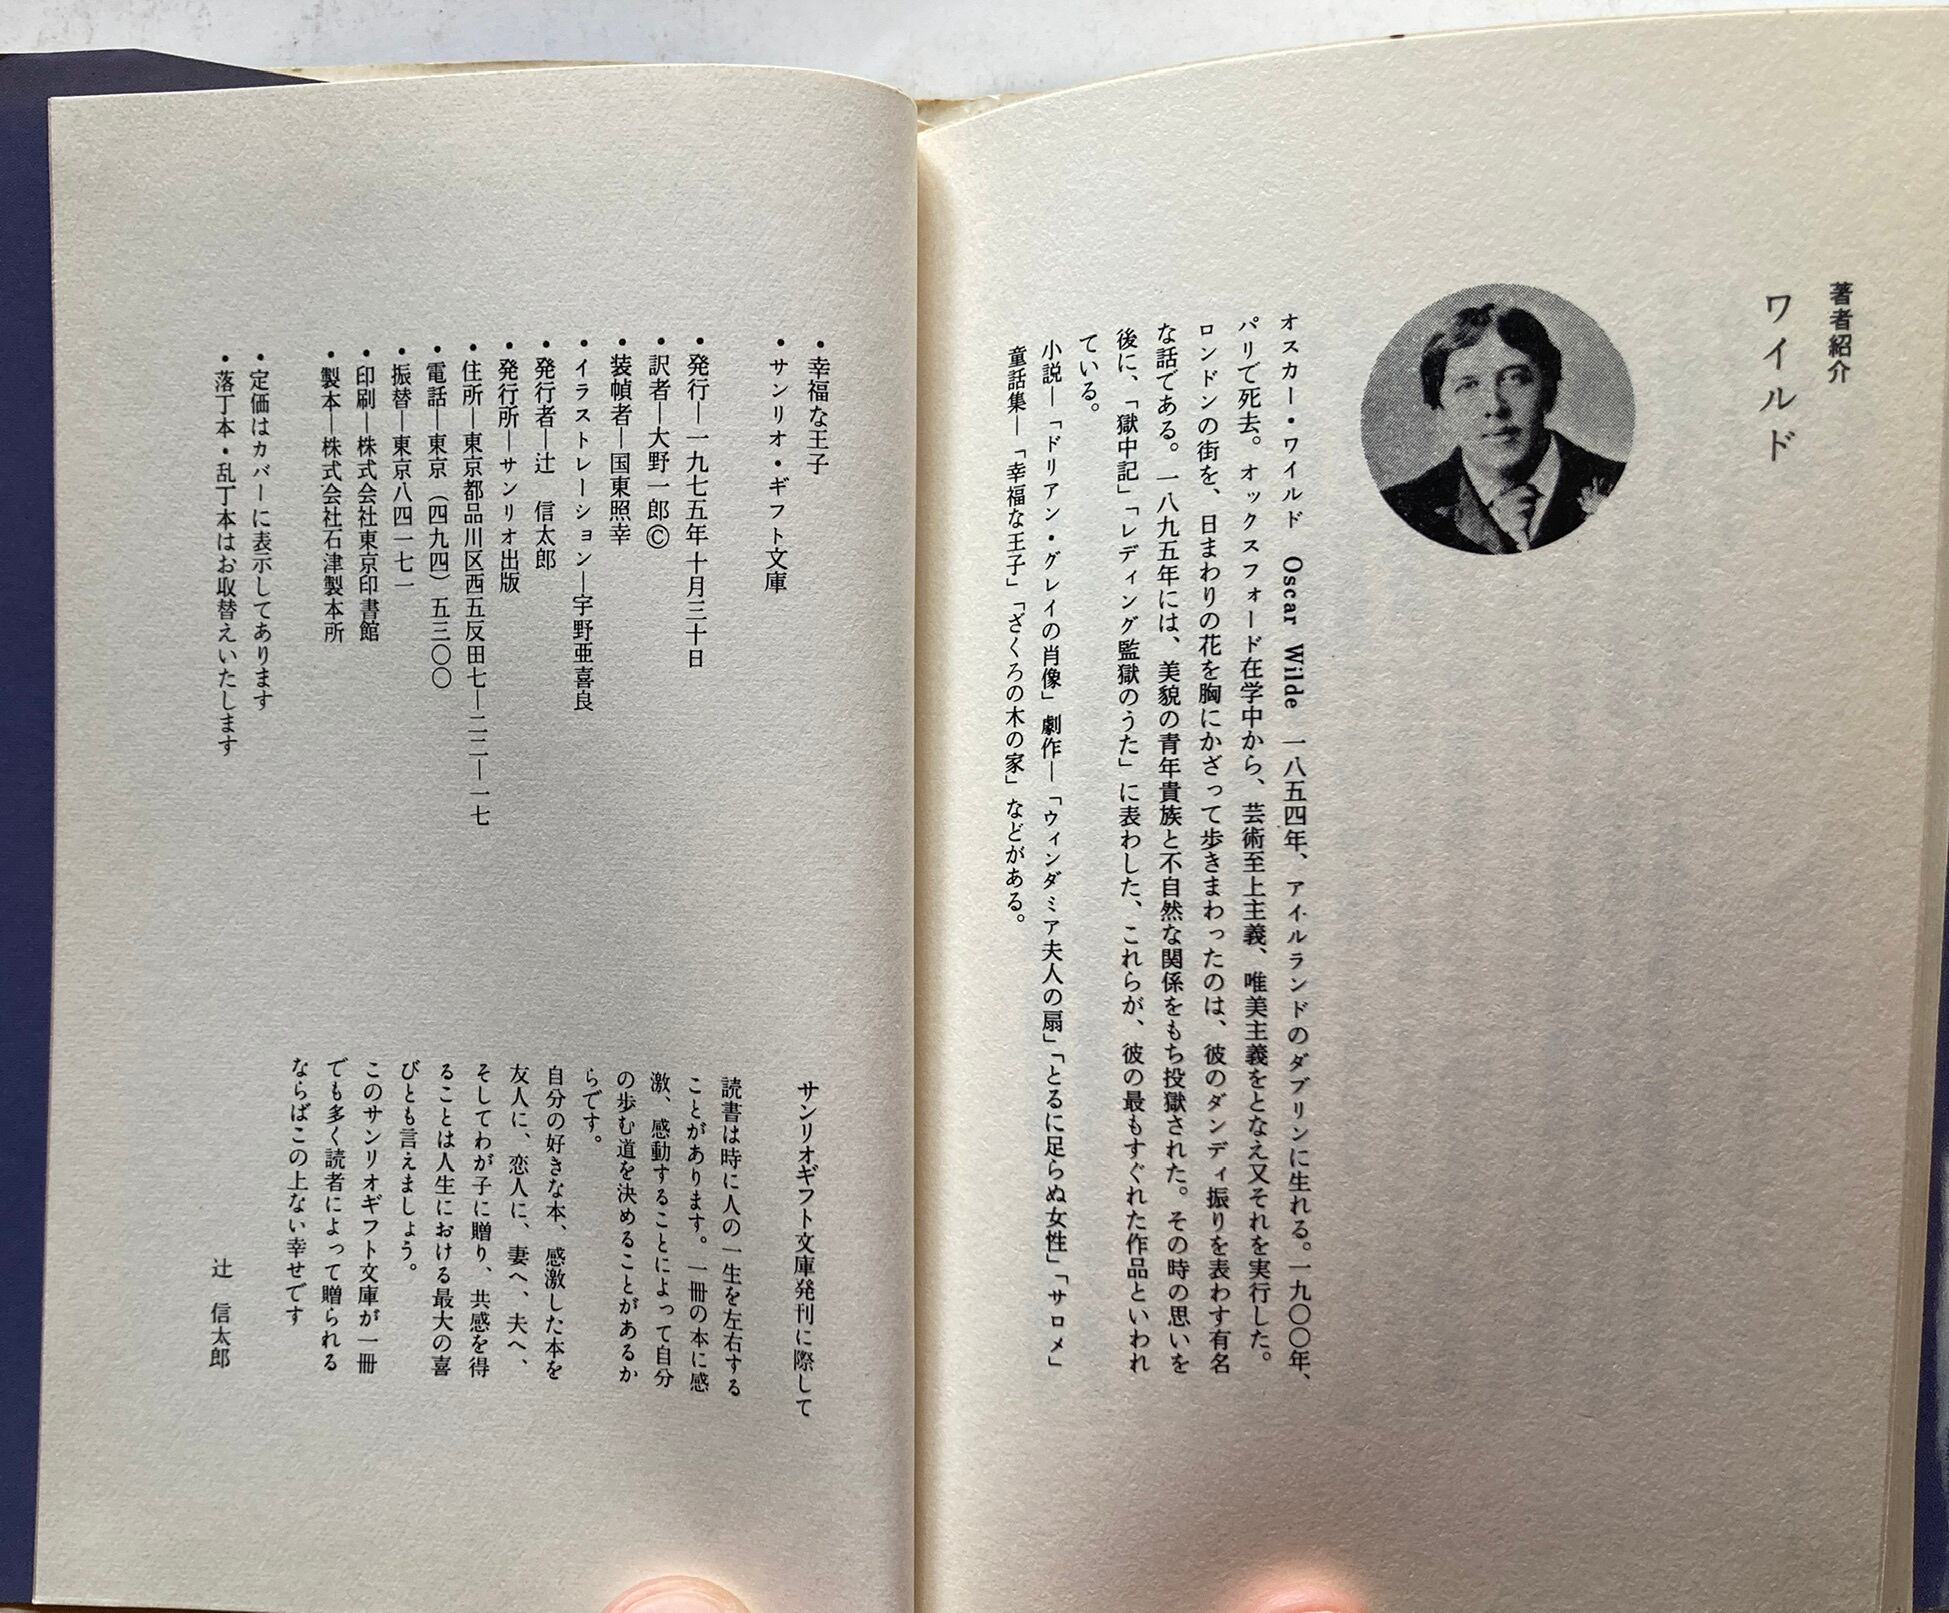 著者紹介
ワイルド
オスカー・ワイルド Oscar Wilde 一八五四年、アイルランドのダブリンに生れる。一九〇〇年、
パリで死去。オックスフォード在学中から、芸術至上主義、唯美主義をとなえ又それを実行した。
ロンドンの街を、日まわりの花を胸にかざって歩きまわったのは、彼のダンディ振りを表わす有名
な話である。一八九五年には、美貌の青年貴族と不自然な関係をもち投獄された。その時の思いを
後に、「獄中記」「レディング監獄のうた」に表わした、これらが、彼の最もすぐれた作品といわれ
ている。
小説―「ドリアン・グレイの肖像」劇作―「ウィンダミア夫人の扇」「とるに足らぬ女性」「サロメ」
童話集―「幸福な王子」「ざくろの木の家」などがある。
・幸福な王子
・サンリオ・ギフト文庫
・発行―一九七五年十月三十日
・訳者―大野一郎©
・装幀者―国東照幸
・イラストレーション―宇野亜喜良
・発行者―辻 信太郎
・発行所―サンリオ出版
・住所―東京都品川区西五反田七―二二―一七
・電話―東京（四九四）五三〇〇
・振替―東京八四一七一
・印刷―株式会社東京印書館
・製本―株式会社石津製本所
・定価はカバーに表示してあります
・落丁本・乱丁本はお取替えいたします
サンリオギフト文庫発刊に際して
読書は時に人の一生を左右する
ことがあります。一冊の本に感
激、感動することによって自分
の歩む道を決めることがあるか
らです。
自分の好きな本、感激した本を
友人に、恋人に、妻へ、夫へ、
そしてわが子に贈り、共感を得
ることは人生における最大の喜
びとも言えましょう。
このサンリオギフト文庫が一冊
でも多く読者によって贈られる
ならばこの上ない幸せです
辻 信太郎